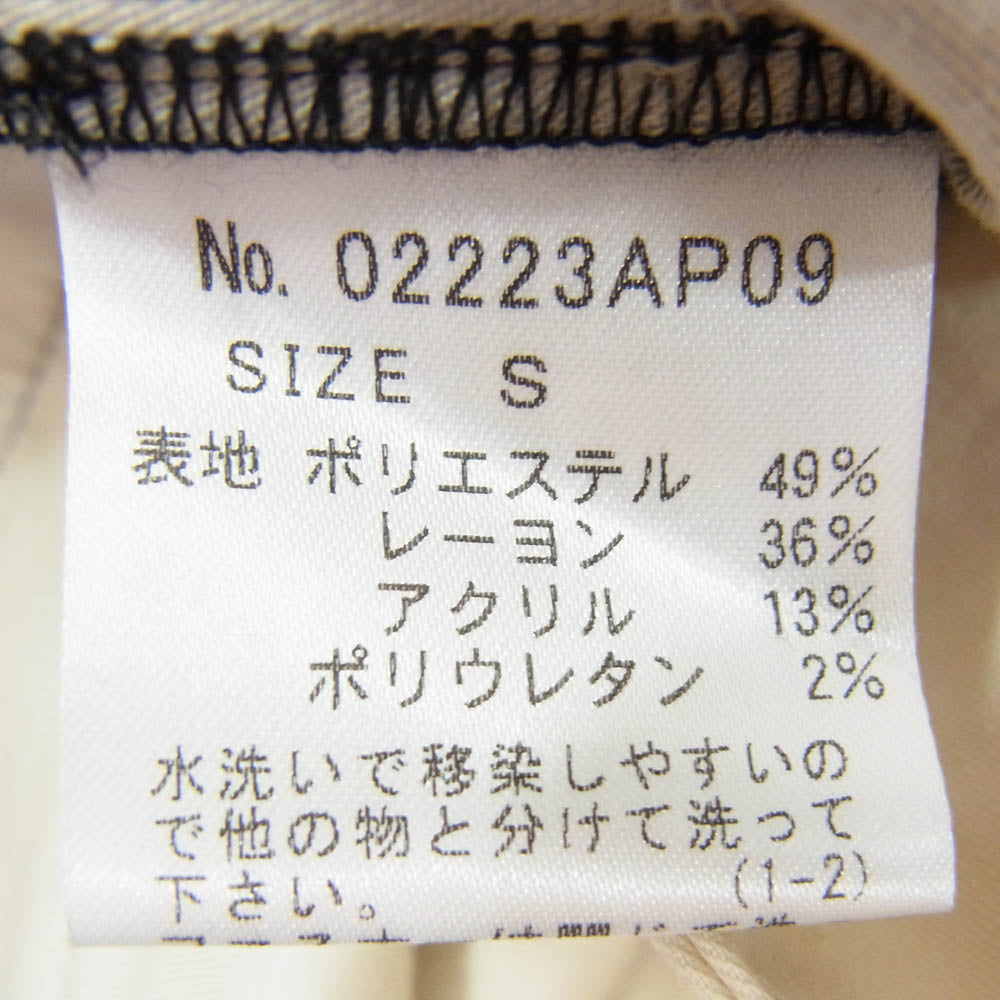 No. 02223AP09
SIZE S
表地 ポリエステル 49%
レーヨン 36%
アクリル 13%
ポリウレタン 2%
水洗いで移染しやすいの
で他の物と分けて洗って
下さい。 (1-2)